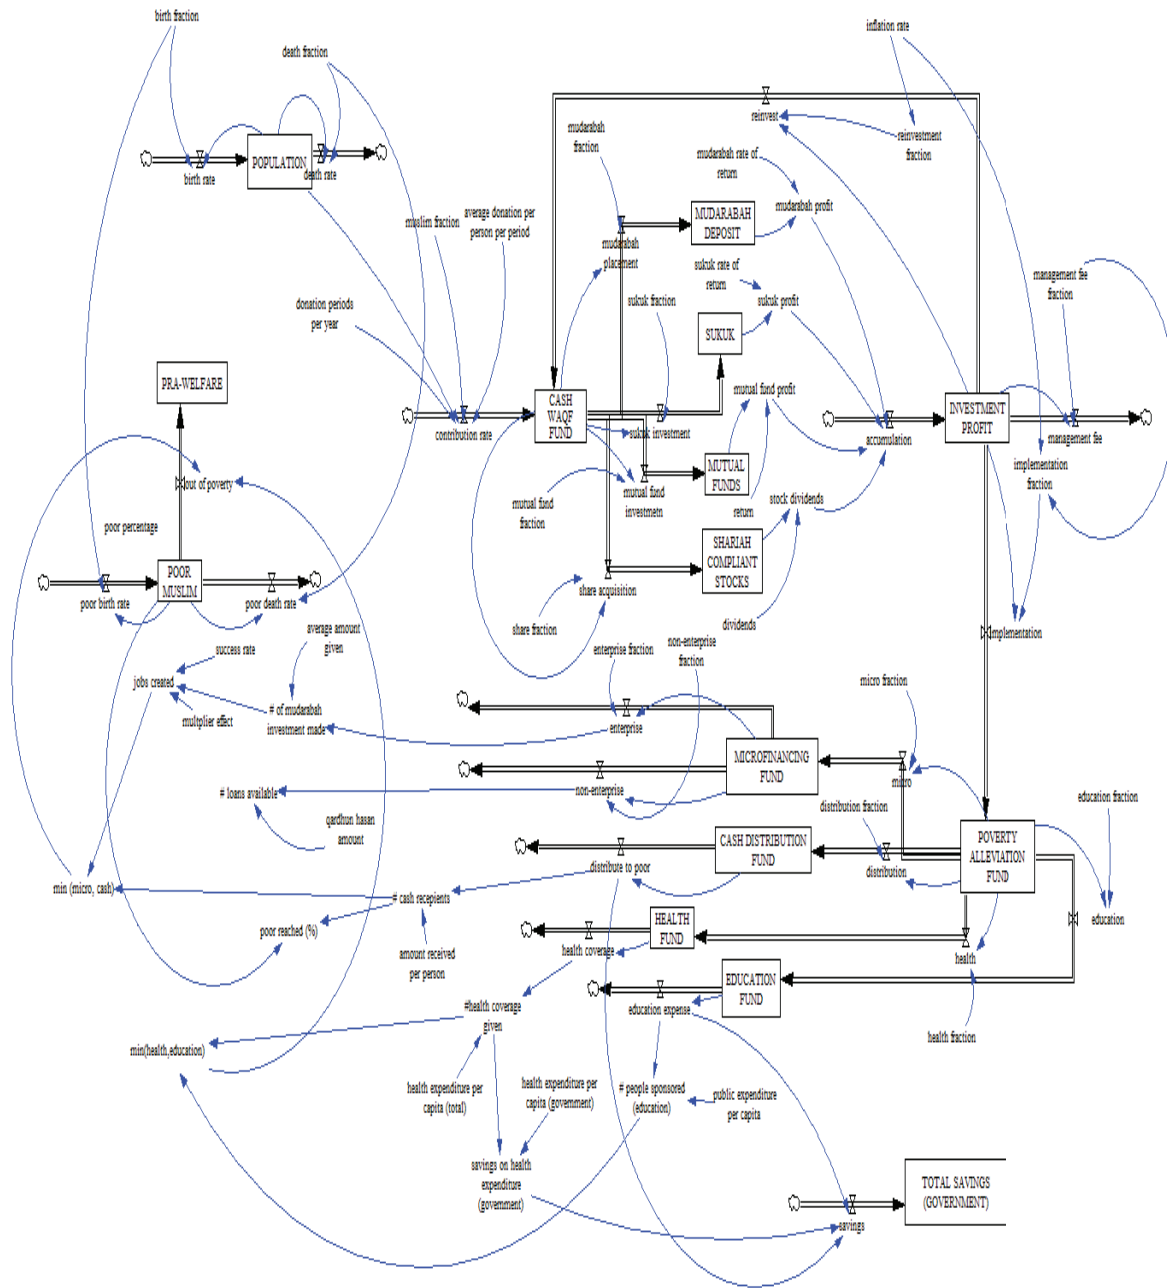 birth fraction
inflation rate
death fraction
reinvest
reinvestment
fraction
mudarabah
fraction
POPULATION
birth rate
death rate
mudarabah rate of
return
mudarabah profit
muslim fraction
average donation per
person per period
MUDARABAH
DEPOSIT
mudarabah
placement
sukuk rate of
return
sukuk profit
management fee
fraction
donation periods
per year
sukuk fraction
SUKUK
PRA-WELFARE
mutual fund profit
CASH
WAQF
FUND
contribution rate
sukuk investment
accumulation
INVESTMENT
PROFIT
management fee
MUTUAL
FUNDS
implementation
fraction
out of poverty
mutual fund
fraction
mutual fund
investmetn
return
stock dividends
poor percentage
SHARIAH
COMPLIANT
STOCKS
POOR
MUSLIM
poor birth rate
poor death rate
share acquisition
share fraction
dividends
implementation
average amount
given
enterprise fraction
non-enterprise
fraction
success rate
jobs created
micro fraction
multplier effect
# of mudarabah
investment made
enterprise
MICROFINANCING
FUND
micro
# loans available
non-enterprise
distribution fraction
education fraction
qardhun hasan
amount
CASH DISTRIBUTION
FUND
POVERTY
ALLEVIATION
FUND
distribute to poor
distribution
min (micro, cash)
# cash recepients
education
poor reached (%)
HEALTH
FUND
amount received
per person
health coverage
health
EDUCATION
FUND
#health coverage
given
education expense
health fraction
min(health,education)
health expenditure per
capita (total)
health expenditure per
capita (government)
# people sponsored
(education)
public expenditure
per capita
savings on health
expenditure
(government)
TOTAL SAVINGS
(GOVERNMENT)
savings